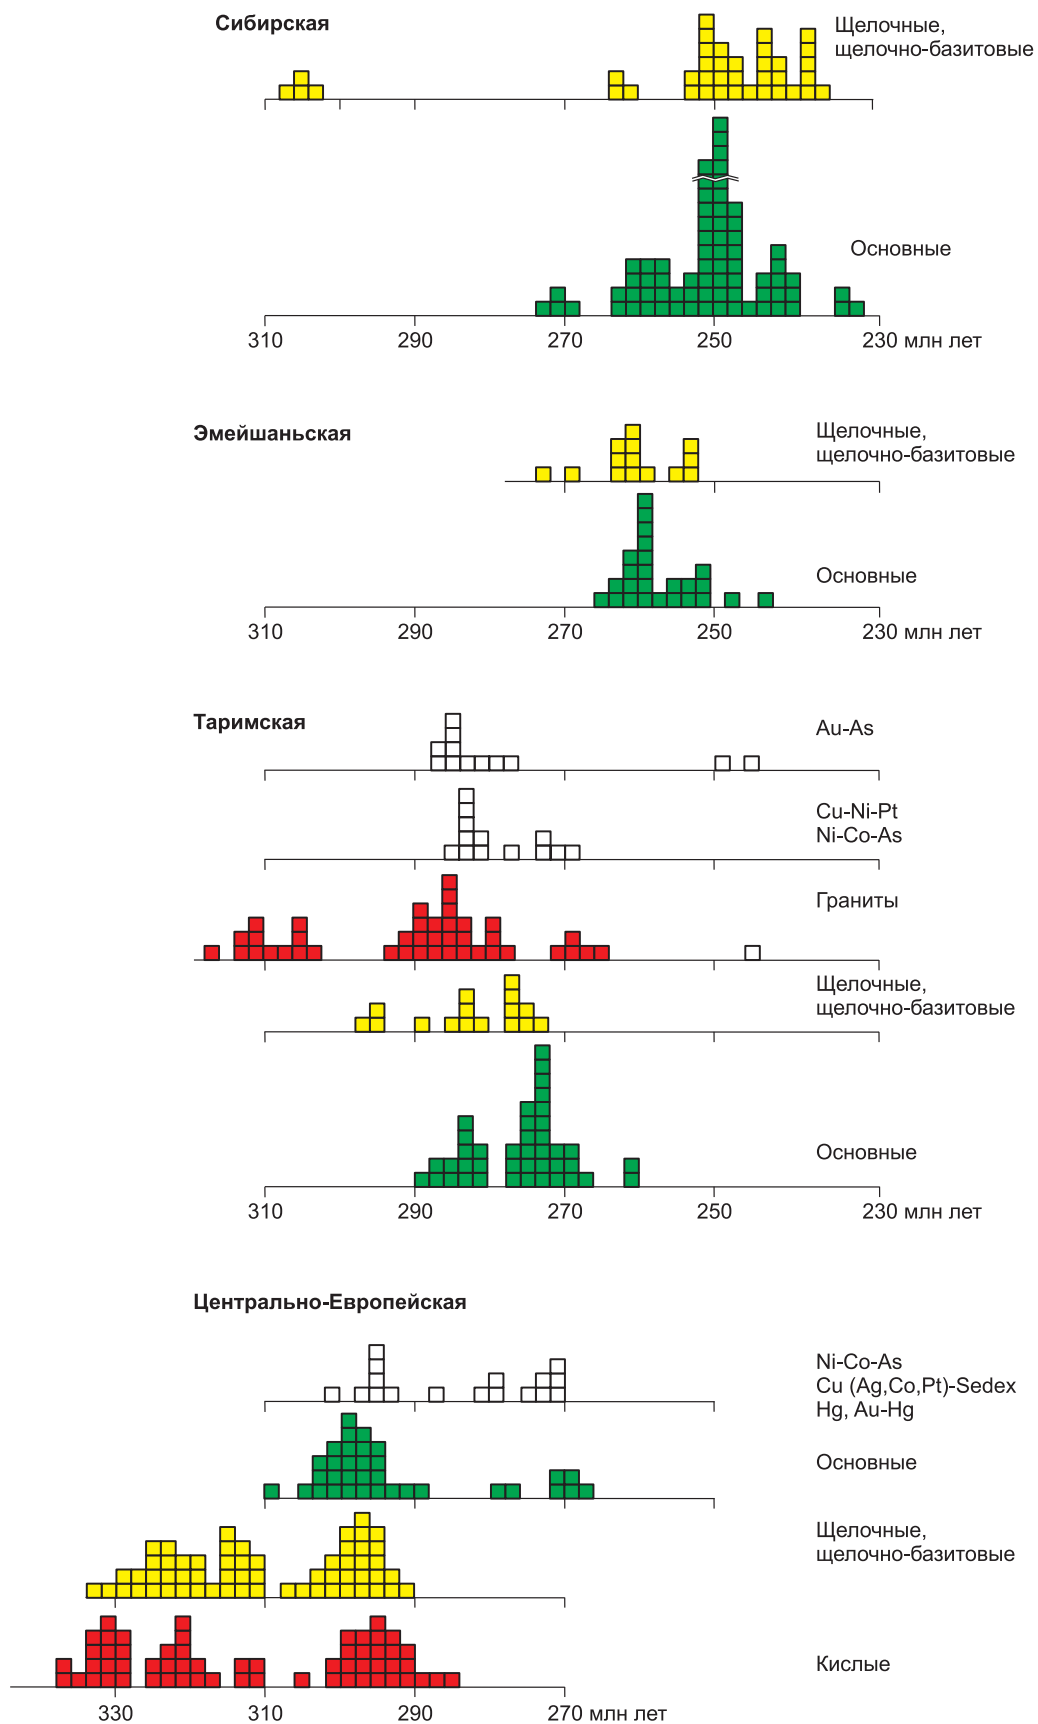 Сибирская
Щелочные,
щелочно-базитовые
Основные
310 290 270 250 230 млн лет
Эмейшаньская
Щелочные,
щелочно-базитовые
Основные
310 290 270 250 230 млн лет
Таримская
Au-As
Cu-Ni-Pt
Ni-Co-As
Граниты
Щелочные,
щелочно-базитовые
Основные
310 290 270 250 230 млн лет
Центрально-Европейская
Ni-Co-As
Cu (Ag,Co,Pt)-Sedex
Hg, Au-Hg
Основные
Щелочные,
щелочно-базитовые
Кислые
330 310 290 270 млн лет